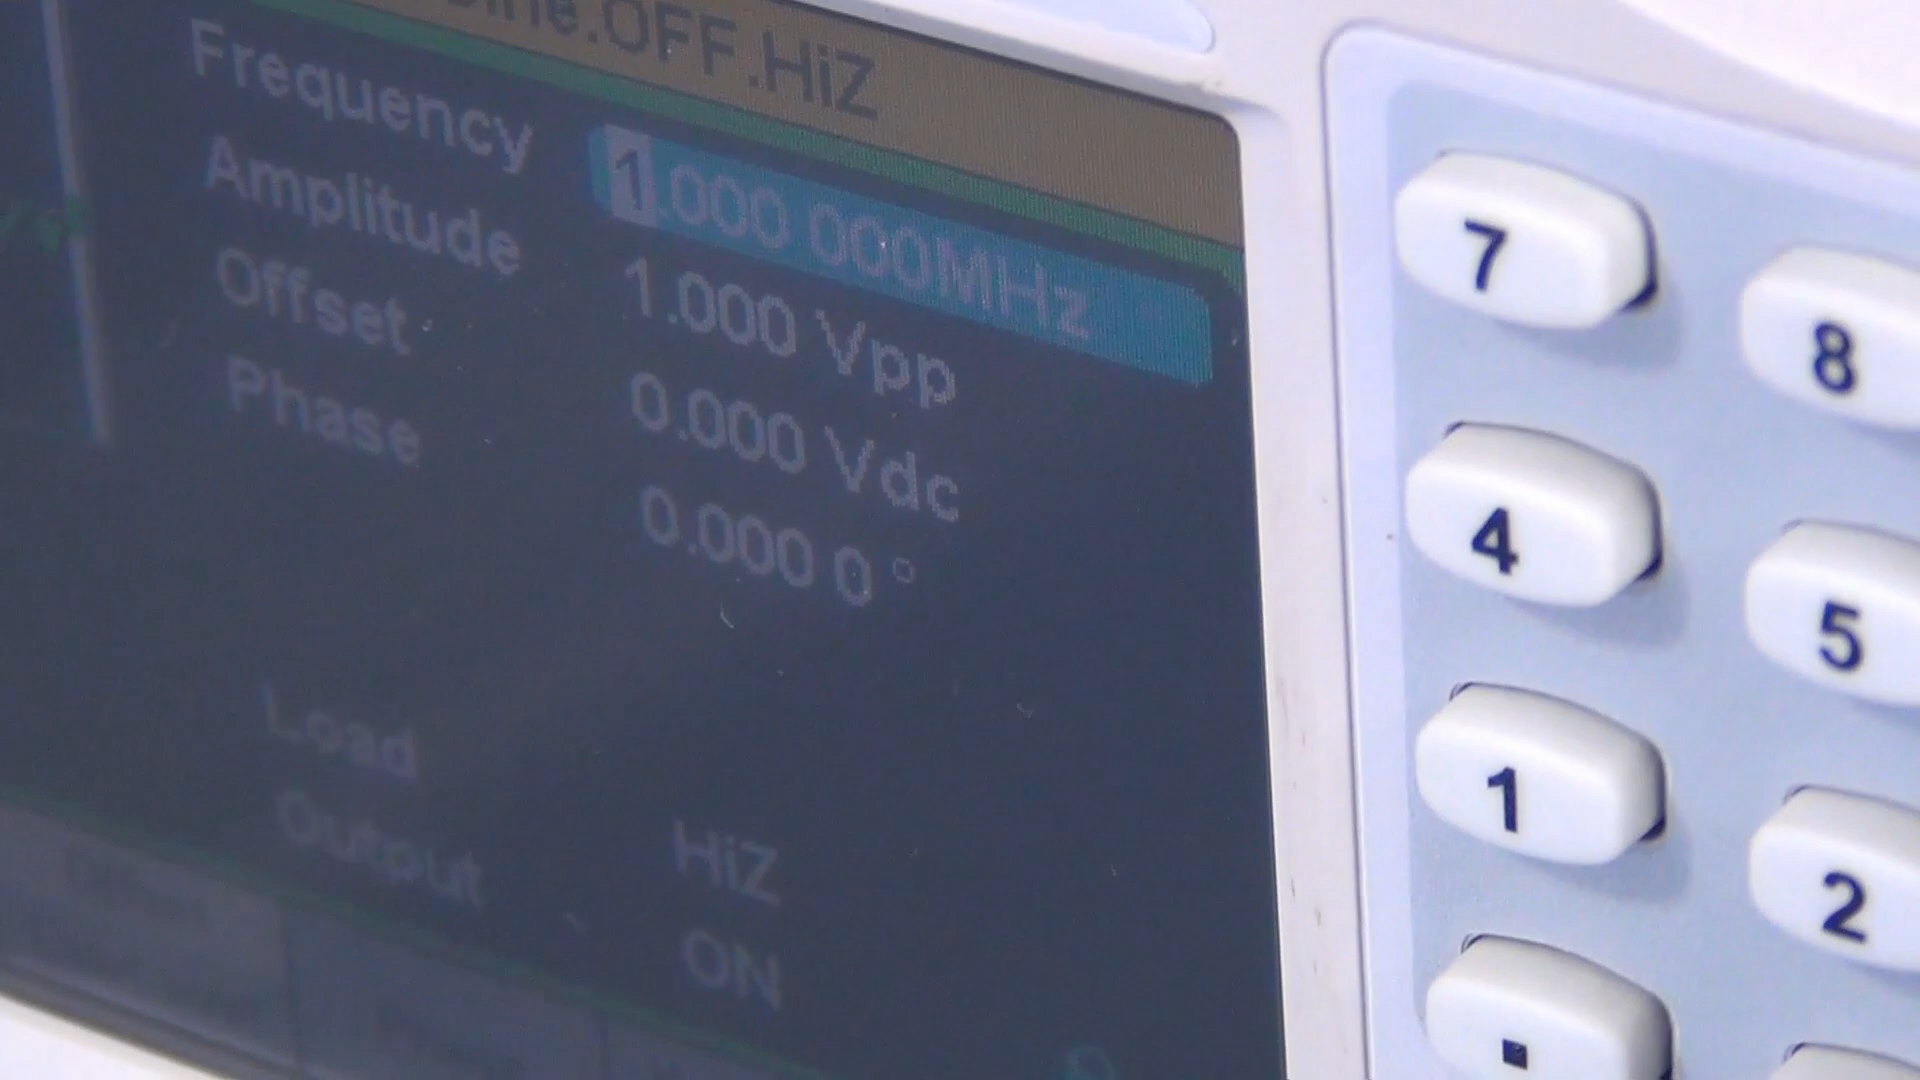 Sine.OFF.HiZ
Frequency 1.000 000MHz
Amplitude 1.000 Vpp
Offset 0.000 Vdc
Phase 0.000 0 °
Load HiZ
Output ON
7 8
4 5
1 2
.